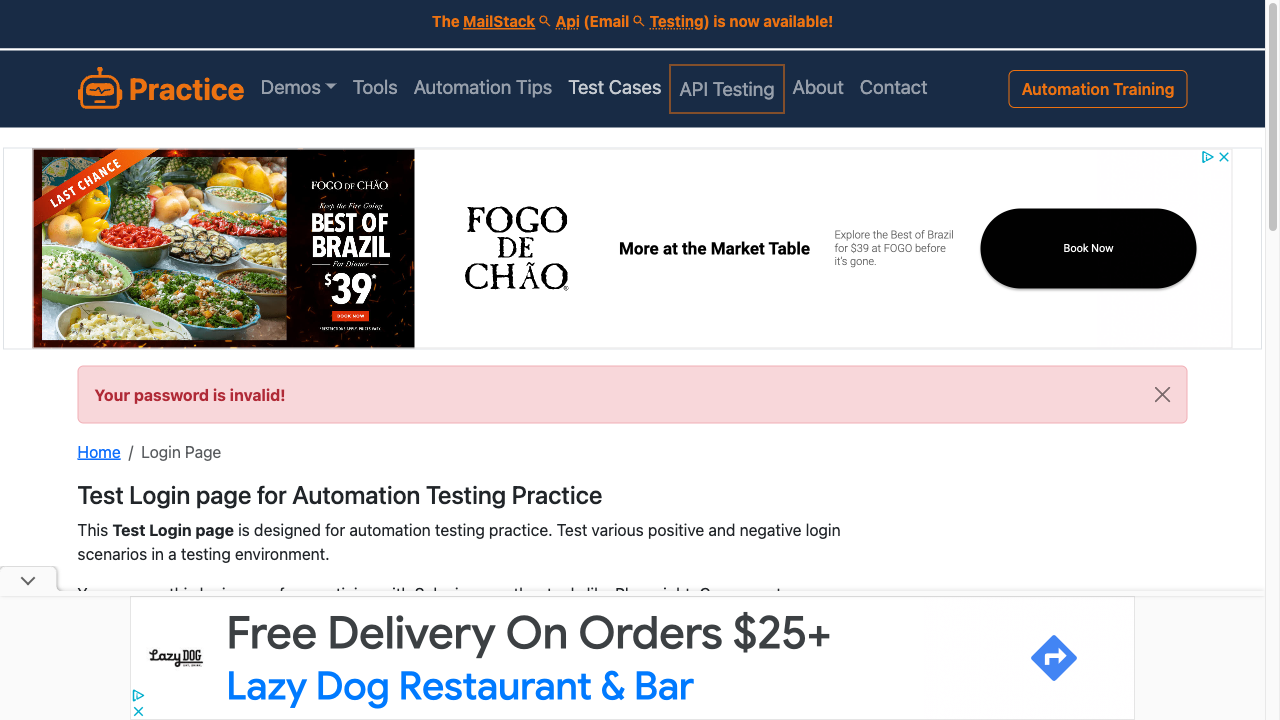 The MailStack Api (Email Testing) is now available!
Practice Demos Tools Automation Tips Test Cases API Testing About Contact Automation Training
LAST CHANCE
FOGO DE CHÃO
Keep the Fire Going
BEST OF
BRAZIL
For Dinner
$39*
BOOK NOW
FOGO
DE
CHÃO
More at the Market Table
Explore the Best of Brazil
for $39 at FOGO before
it's gone.
Book Now
Your password is invalid!
Home / Login Page
Test Login page for Automation Testing Practice
This Test Login page is designed for automation testing practice. Test various positive and negative login
scenarios in a testing environment.
Lazy DOG
Free Delivery On Orders $25+
Lazy Dog Restaurant & Bar